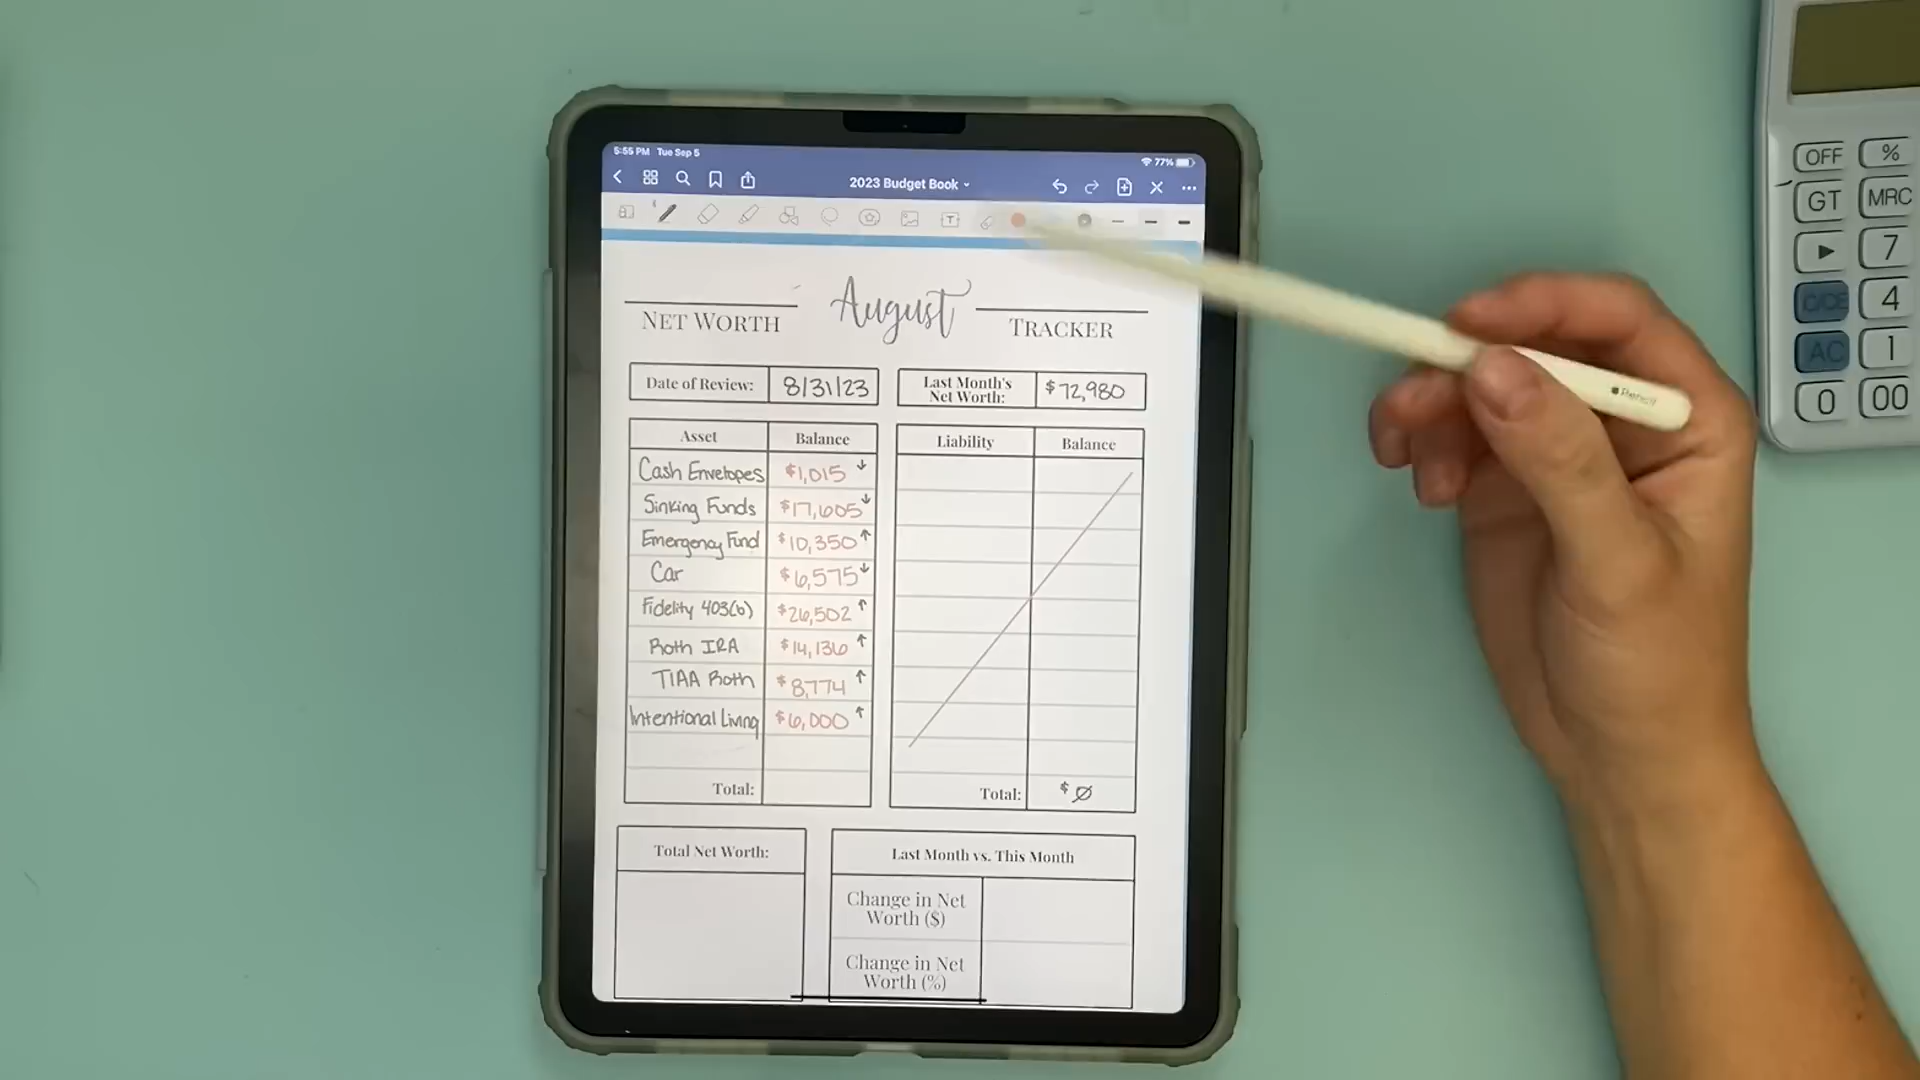 5:55 PM Tue Sep 5
77%
2023 Budget Book
T
NET WORTH
August
TRACKER
Date of Review: 8/31/23
Last Month's
Net Worth: $72,980
Asset Balance
Cash Envelopes $1,015 ↓
Sinking Funds $17,605 ↓
Emergency Fund $10,350 ↑
Car $6,575 ↓
Fidelity 403(b) $26,502 ↑
Roth IRA $14,136 ↑
TIAA Roth $8,774 ↑
Intentional Living $6,000 ↑
Total:
Liability Balance
Total: $0
Total Net Worth:
Last Month vs. This Month
Change in Net
Worth ($)
Change in Net
Worth (%)
Pencil
OFF %
GT MRC
7
C/CE 4
AC 1
0 00